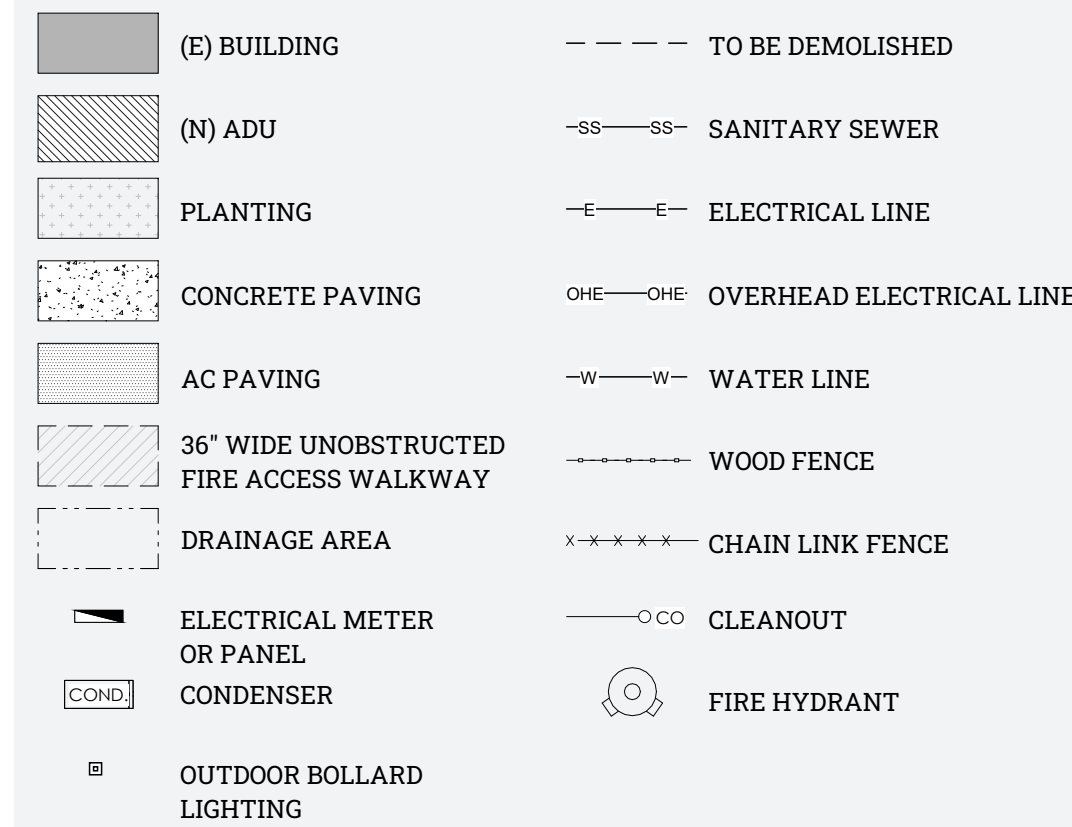 (E) BUILDING
(N) ADU
PLANTING
CONCRETE PAVING
AC PAVING
36" WIDE UNOBSTRUCTED
FIRE ACCESS WALKWAY
DRAINAGE AREA
ELECTRICAL METER
OR PANEL
COND. CONDENSER
OUTDOOR BOLLARD
LIGHTING
TO BE DEMOLISHED
SS SS SANITARY SEWER
E E ELECTRICAL LINE
OHE OHE OVERHEAD ELECTRICAL LINE
W W WATER LINE
WOOD FENCE
X X X X X CHAIN LINK FENCE
CO CLEANOUT
FIRE HYDRANT